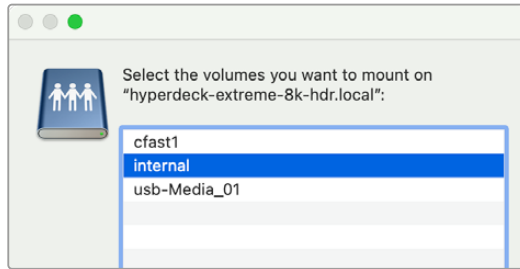 Select the volumes you want to mount on
“hyperdeck-extreme-8k-hdr.local”:
cfast1
internal
usb-Media_01